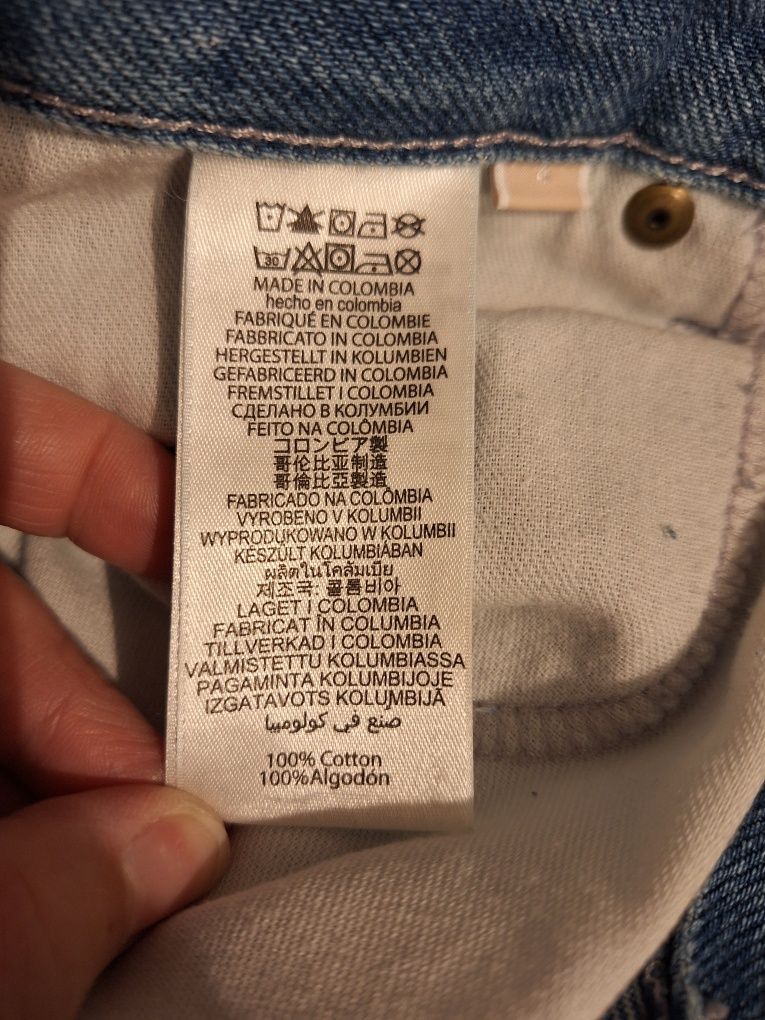 30
MADE IN COLOMBIA
hecho en colombia
FABRIQUÉ EN COLOMBIE
FABBRICATO IN COLOMBIA
HERGESTELLT IN KOLUMBIEN
GEFABRICEERD IN COLOMBIA
FREMSTILLET I COLOMBIA
СДЕЛАНО В КОЛУМБИИ
FEITO NA COLÔMBIA
コロンビア製
哥伦比亚制造
哥倫比亞製造
FABRICADO NA COLÔMBIA
VYROBENO V KOLUMBII
WYPRODUKOWANO W KOLUMBII
KÉSZÜLT KOLUMBIÁBAN
ผลิตในโคลัมเบีย
제조국: 콜롬비아
LAGET I COLOMBIA
FABRICAT ÎN COLUMBIA
TILLVERKAD I COLOMBIA
VALMISTETTU KOLUMBIASSA
PAGAMINTA KOLUMBIJOJE
IZGATAVOTS KOLUMBIJĀ
صنع في كولومبيا
100% Cotton
100%Algodón